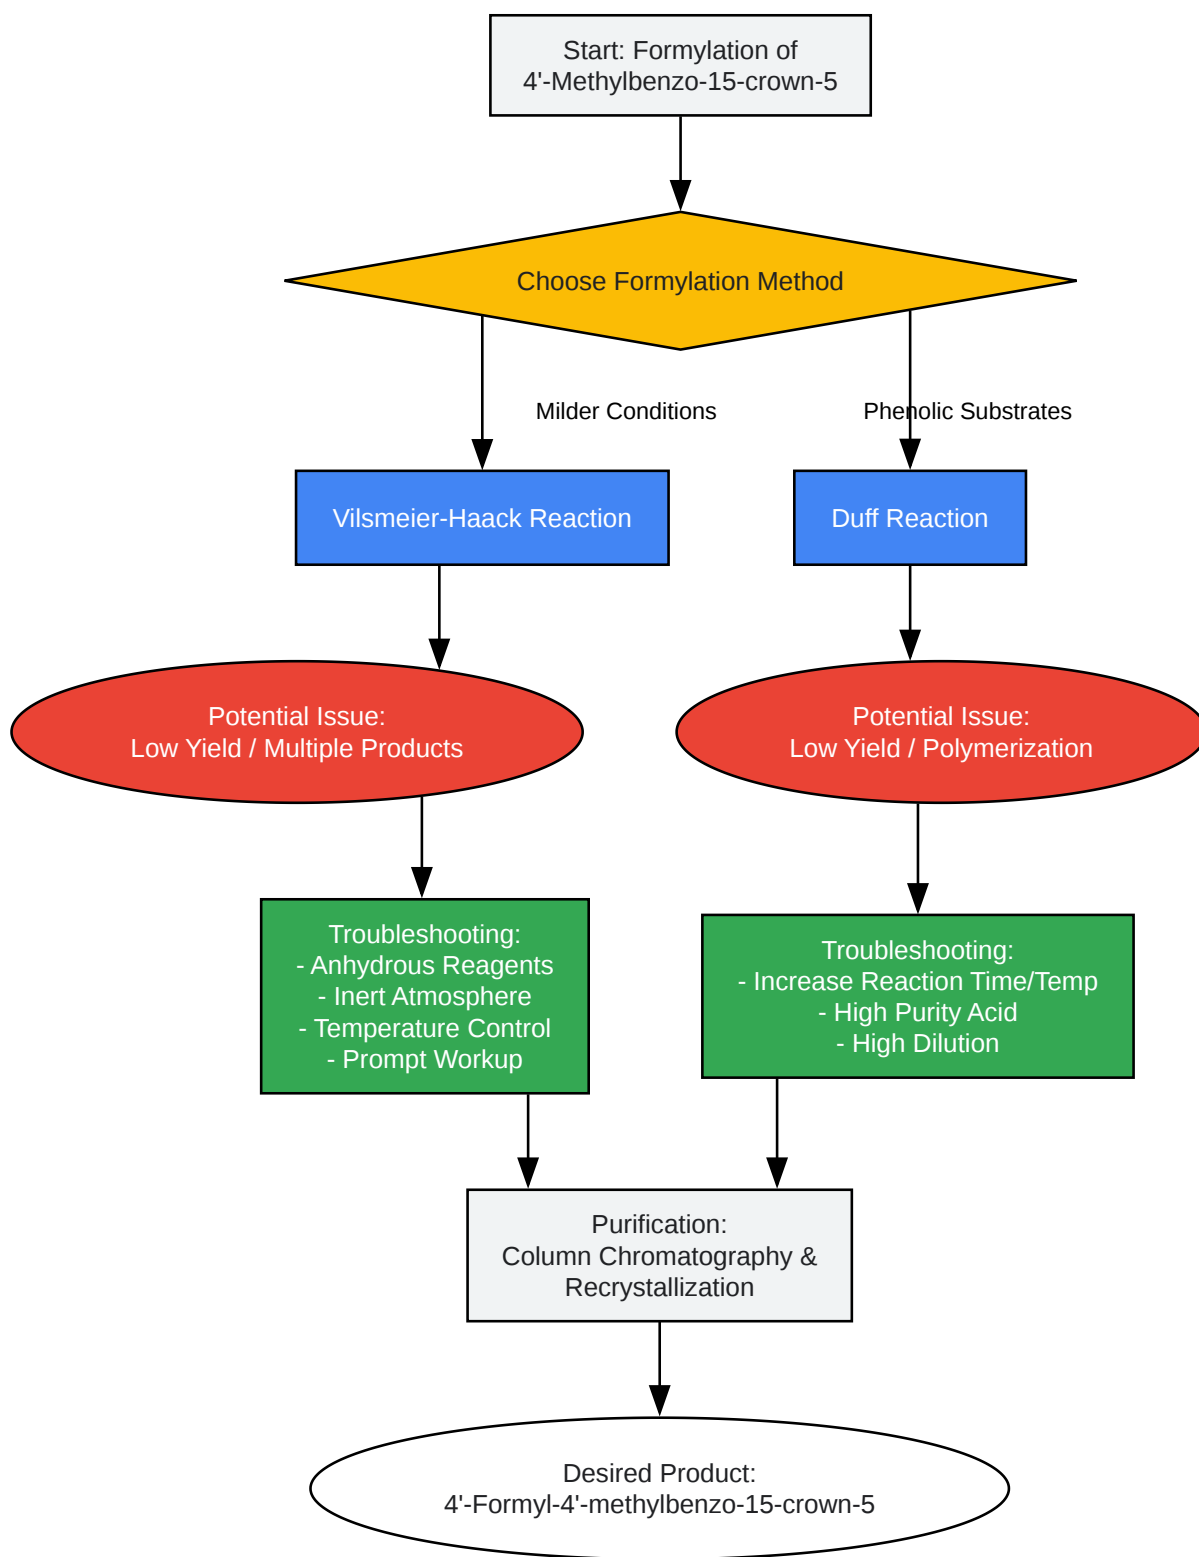 Start: Formylation of
4'-Methylbenzo-15-crown-5
Choose Formylation Method
Milder Conditions
Phenolic Substrates
Vilsmeier-Haack Reaction
Duff Reaction
Potential Issue:
Low Yield / Multiple Products
Potential Issue:
Low Yield / Polymerization
Troubleshooting:
- Anhydrous Reagents
- Inert Atmosphere
- Temperature Control
- Prompt Workup
Troubleshooting:
- Increase Reaction Time/Temp
- High Purity Acid
- High Dilution
Purification:
Column Chromatography &
Recrystallization
Desired Product:
4'-Formyl-4'-methylbenzo-15-crown-5